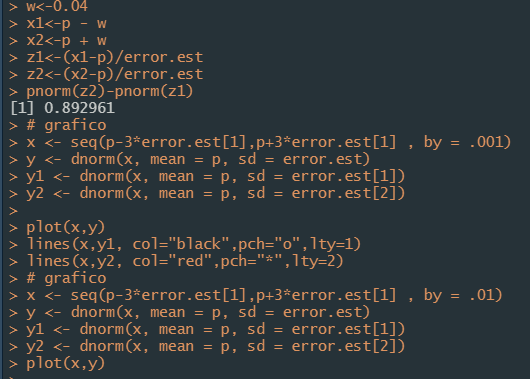 > w<-0.04
> x1<-p - w
> x2<-p + w
> z1<-(x1-p)/error.est
> z2<-(x2-p)/error.est
> pnorm(z2)-pnorm(z1)
[1] 0.892961
> # grafico
> x <- seq(p-3*error.est[1],p+3*error.est[1] , by = .001)
> y <- dnorm(x, mean = p, sd = error.est)
> y1 <- dnorm(x, mean = p, sd = error.est[1])
> y2 <- dnorm(x, mean = p, sd = error.est[2])
>
> plot(x,y)
> lines(x,y1, col="black",pch="o",lty=1)
> lines(x,y2, col="red",pch="*",lty=2)
> # grafico
> x <- seq(p-3*error.est[1],p+3*error.est[1] , by = .01)
> y <- dnorm(x, mean = p, sd = error.est)
> y1 <- dnorm(x, mean = p, sd = error.est[1])
> y2 <- dnorm(x, mean = p, sd = error.est[2])
> plot(x,y)